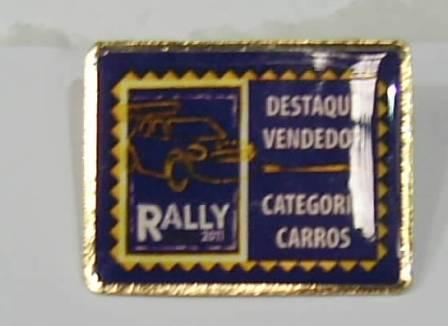 RALLY
2011
DESTAQU
VENDEDO
CATEGORI
CARROS